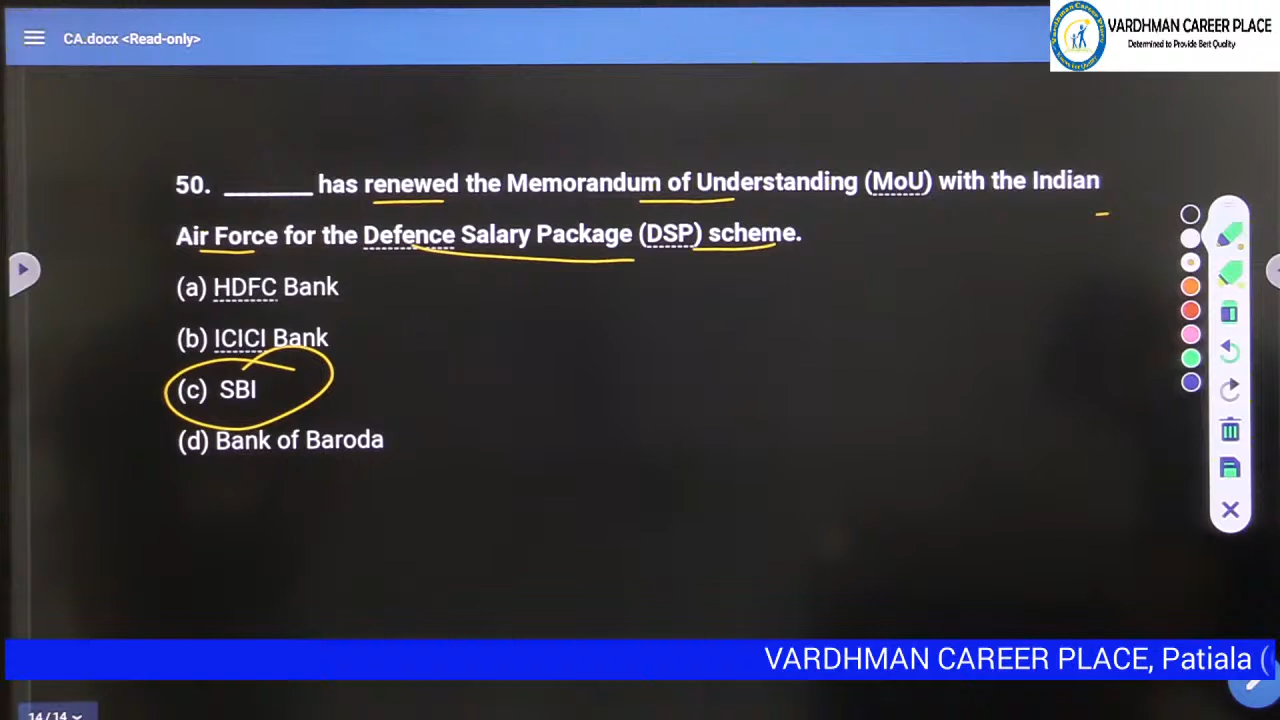 CA.docx <Read-only>
VARDHMAN CAREER PLACE
Determined to Provide Bert Quality
50. _______ has renewed the Memorandum of Understanding (MoU) with the Indian
Air Force for the Defence Salary Package (DSP) scheme.
(a) HDFC Bank
(b) ICICI Bank
(c) SBI
(d) Bank of Baroda
VARDHMAN CAREER PLACE, Patiala (
14/14